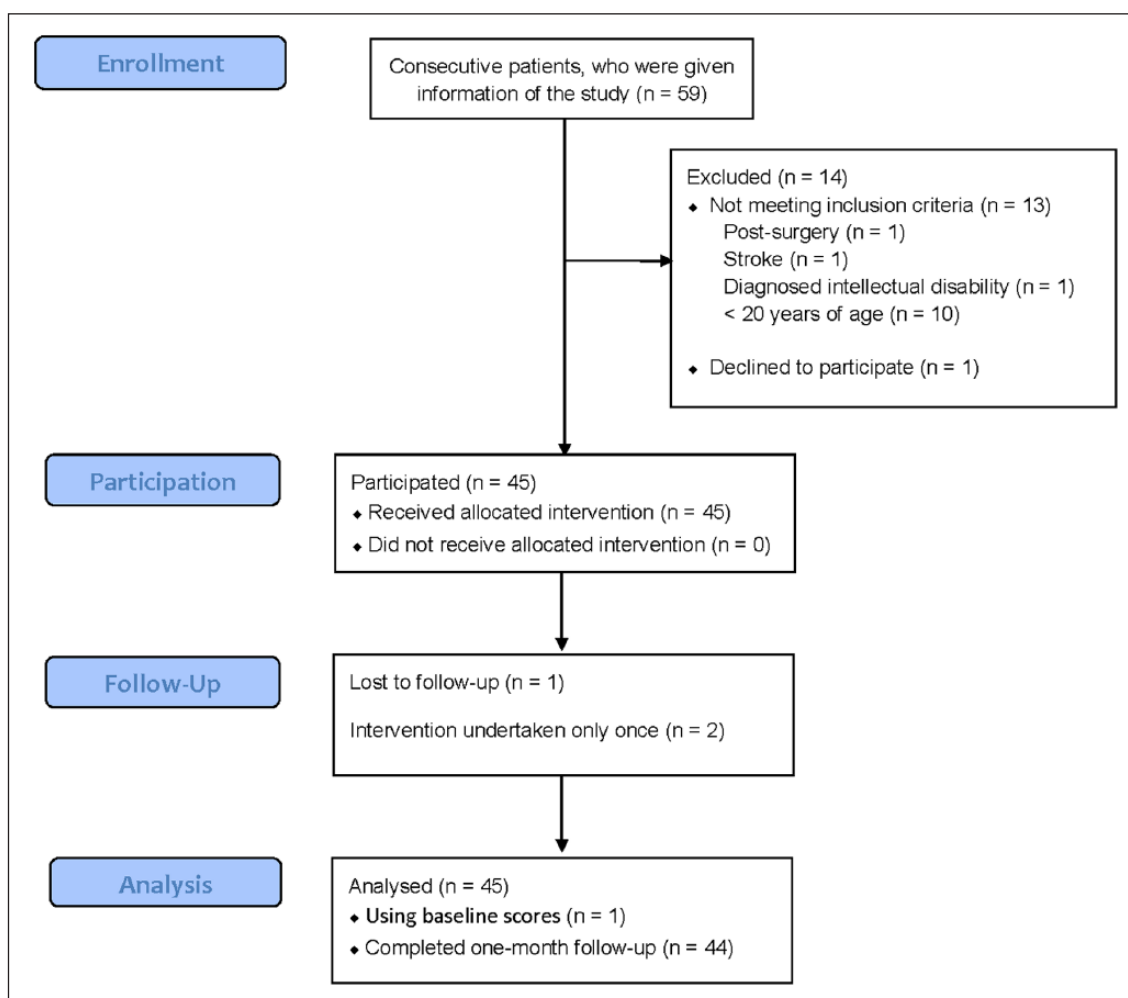 Enrollment
Consecutive patients, who were given
information of the study (n = 59)
Excluded (n = 14)
⬥ Not meeting inclusion criteria (n = 13)
Post-surgery (n = 1)
Stroke (n = 1)
Diagnosed intellectual disability (n = 1)
< 20 years of age (n = 10)
⬥ Declined to participate (n = 1)
Participation
Participated (n = 45)
⬥ Received allocated intervention (n = 45)
⬥ Did not receive allocated intervention (n = 0)
Follow-Up
Lost to follow-up (n = 1)
Intervention undertaken only once (n = 2)
Analysis
Analysed (n = 45)
⬥ Using baseline scores (n = 1)
⬥ Completed one-month follow-up (n = 44)